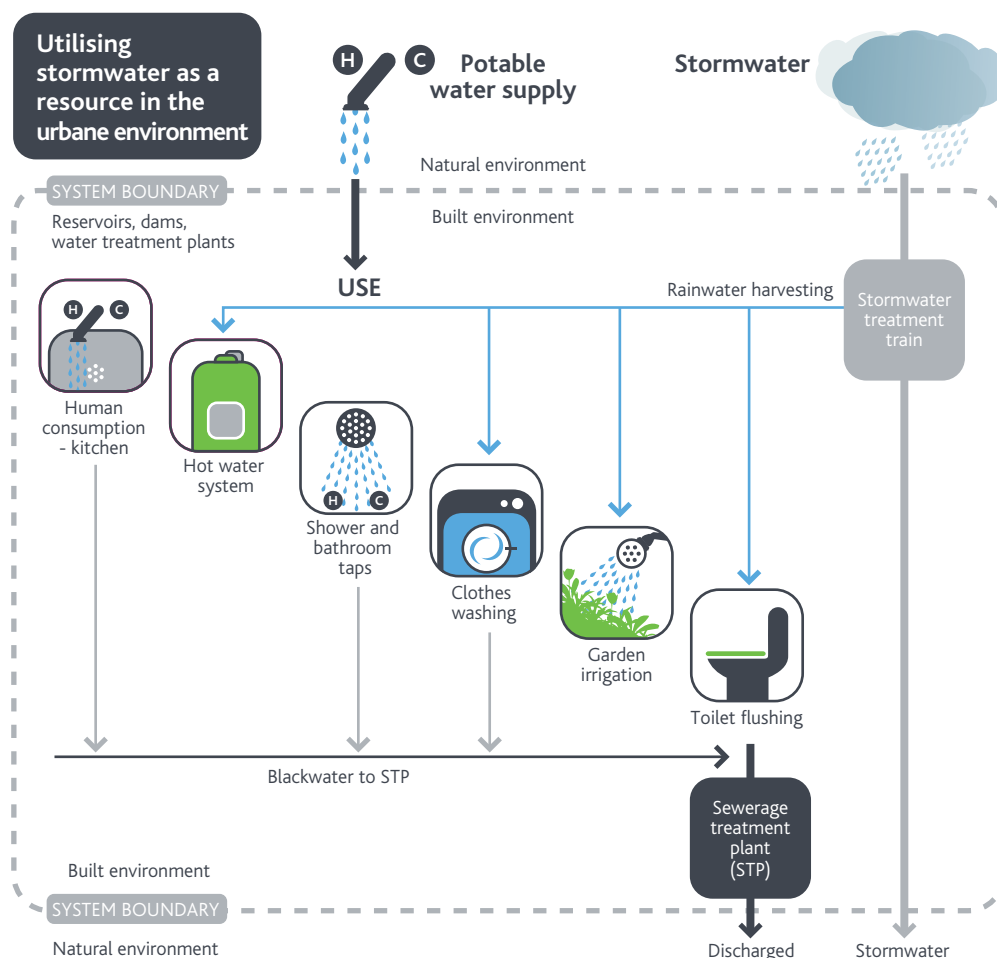 Utilising
stormwater as a
resource in the
urbane environment
H C
Potable
water supply
Stormwater
Natural environment
SYSTEM BOUNDARY
Built environment
Reservoirs, dams,
water treatment plants
USE
Rainwater harvesting
Stormwater
treatment
train
H C
Human
consumption
- kitchen
Hot water
system
H C
Shower and
bathroom
taps
Clothes
washing
Garden
irrigation
Toilet flushing
Blackwater to STP
Sewerage
treatment
plant
(STP)
Built environment
SYSTEM BOUNDARY
Natural environment
Discharged
Stormwater